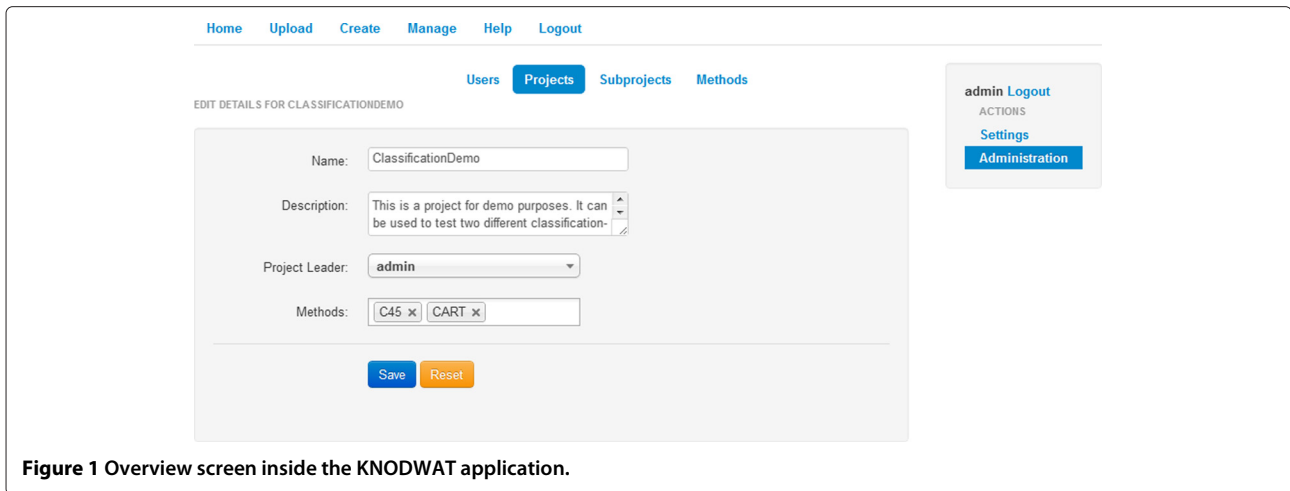 Home Upload Create Manage Help Logout
Users Projects Subprojects Methods
EDIT DETAILS FOR CLASSIFICATIONDEMO
admin Logout
ACTIONS
Settings
Administration
Name: ClassificationDemo
Description: This is a project for demo purposes. It can
be used to test two different classification-
Project Leader: admin
Methods: C45 × CART ×
Save Reset
Figure 1 Overview screen inside the KNODWAT application.